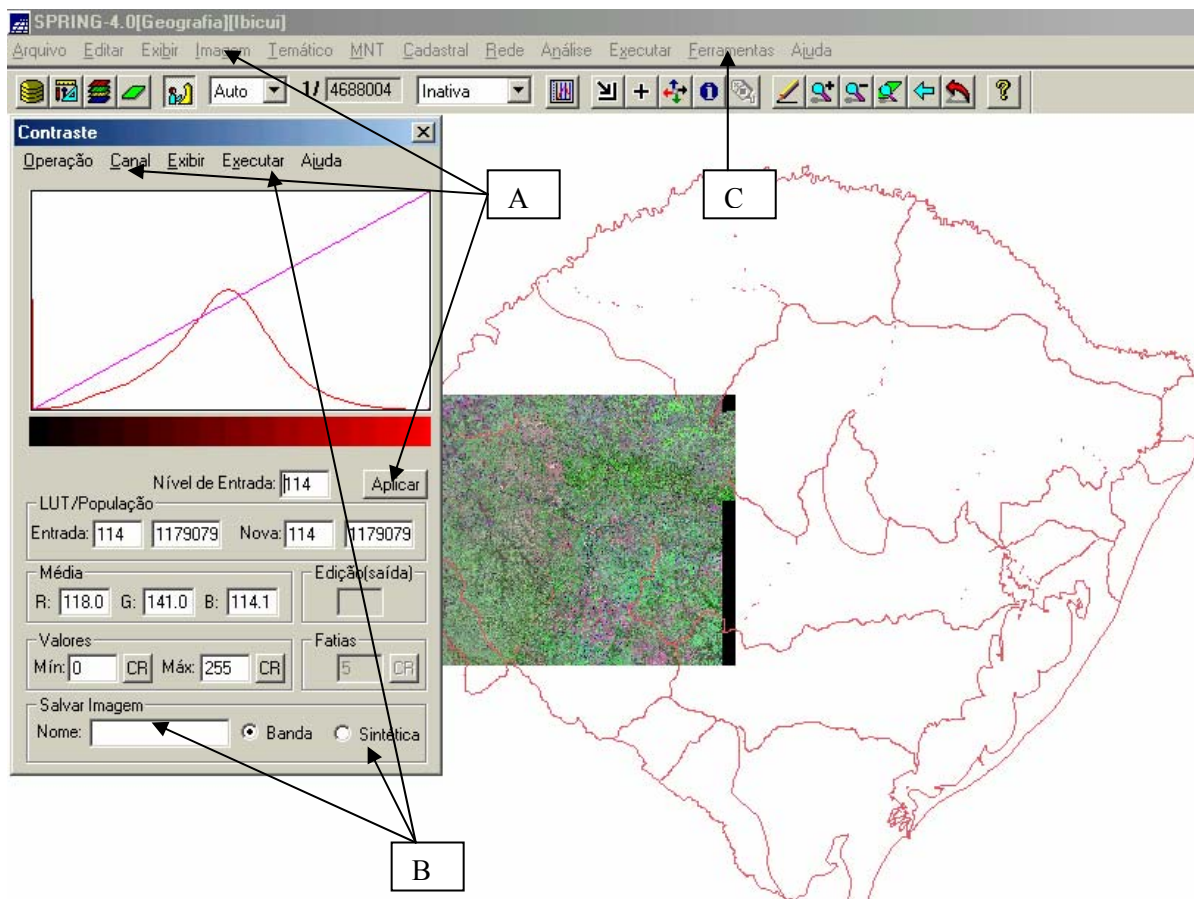 SPRING-4.0[Geografia][Ibicui]
Arquivo Editar Exibir Imagem Temático MNT Cadastral Rede Análise Executar Ferramentas Ajuda
Auto 1/ 4688004 Inativa
Contraste
Operação Canal Exibir Executar Ajuda
A
C
Nível de Entrada: 114 Aplicar
LUT/População
Entrada: 114 1179079 Nova: 114 1179079
Média Edição(saída)
R: 118.0 G: 141.0 B: 114.1
Valores Fatias
Mín: 0 CR Máx: 255 CR 5 CR
Salvar Imagem
Nome: Banda Sintética
B